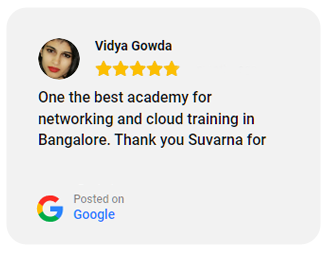 Vidya Gowda
One the best academy for
networking and cloud training in
Bangalore. Thank you Suvarna for
Posted on
Google